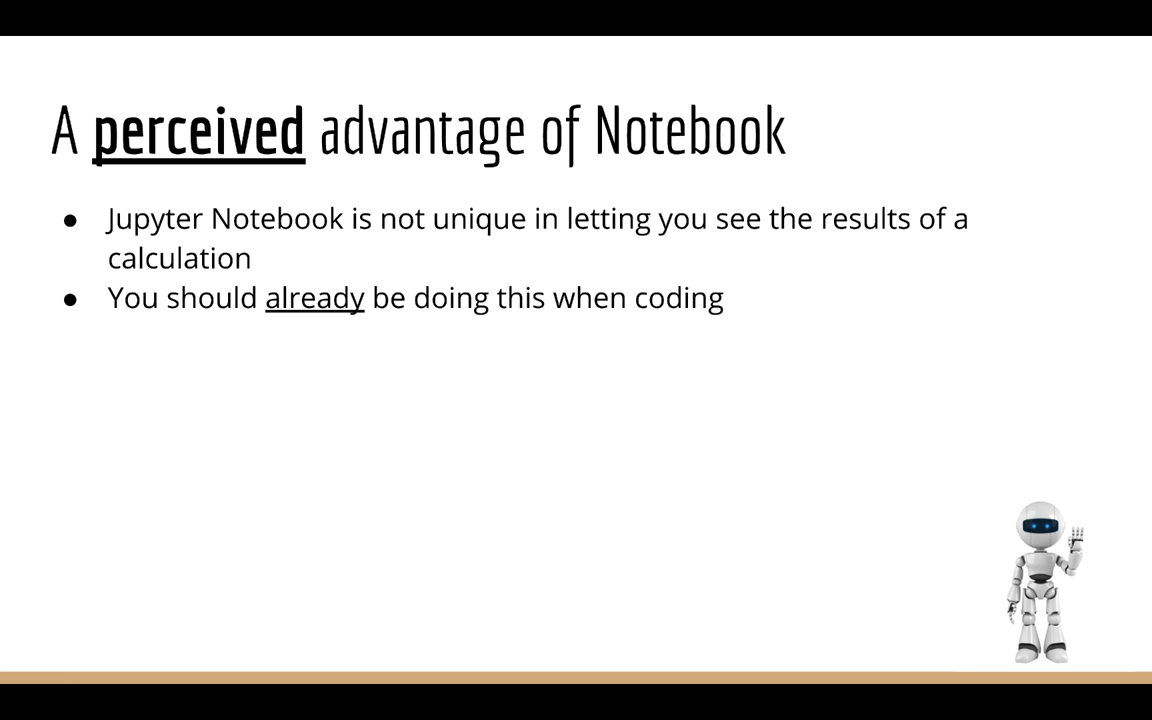 A perceived advantage of Notebook
● Jupyter Notebook is not unique in letting you see the results of a
calculation
● You should already be doing this when coding